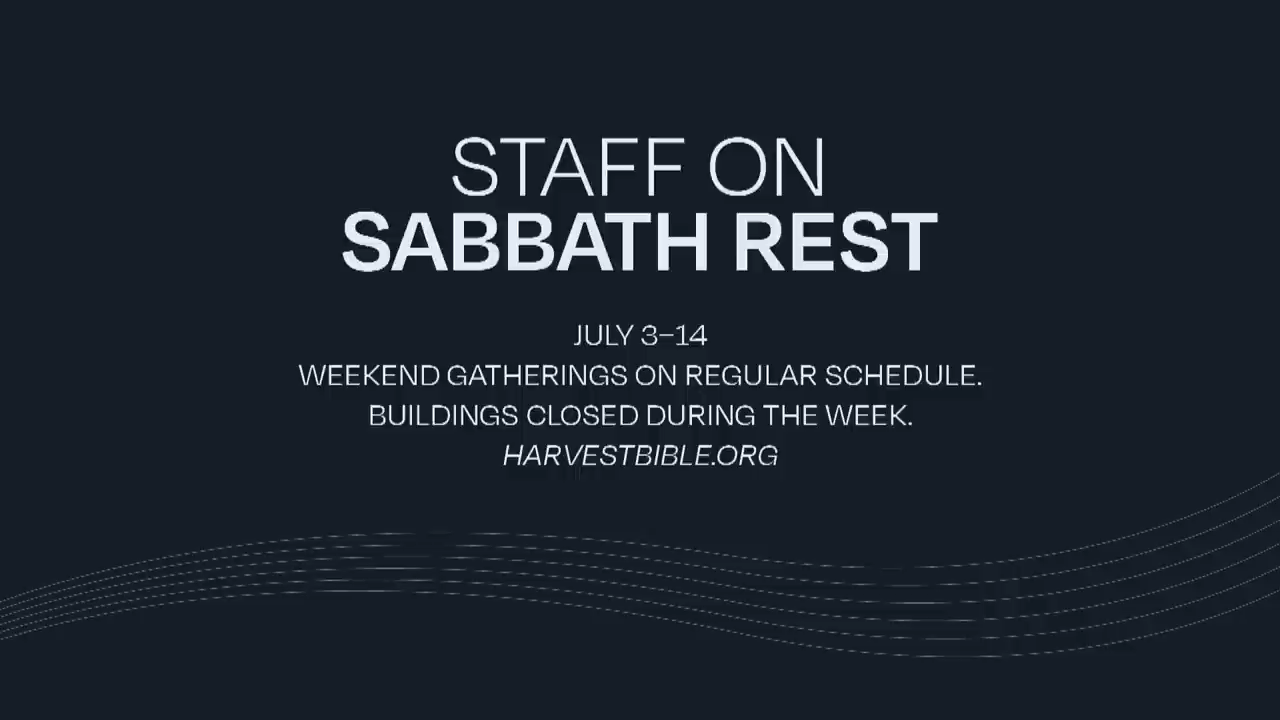 STAFF ON
SABBATH REST
JULY 3–14
WEEKEND GATHERINGS ON REGULAR SCHEDULE.
BUILDINGS CLOSED DURING THE WEEK.
HARVESTBIBLE.ORG